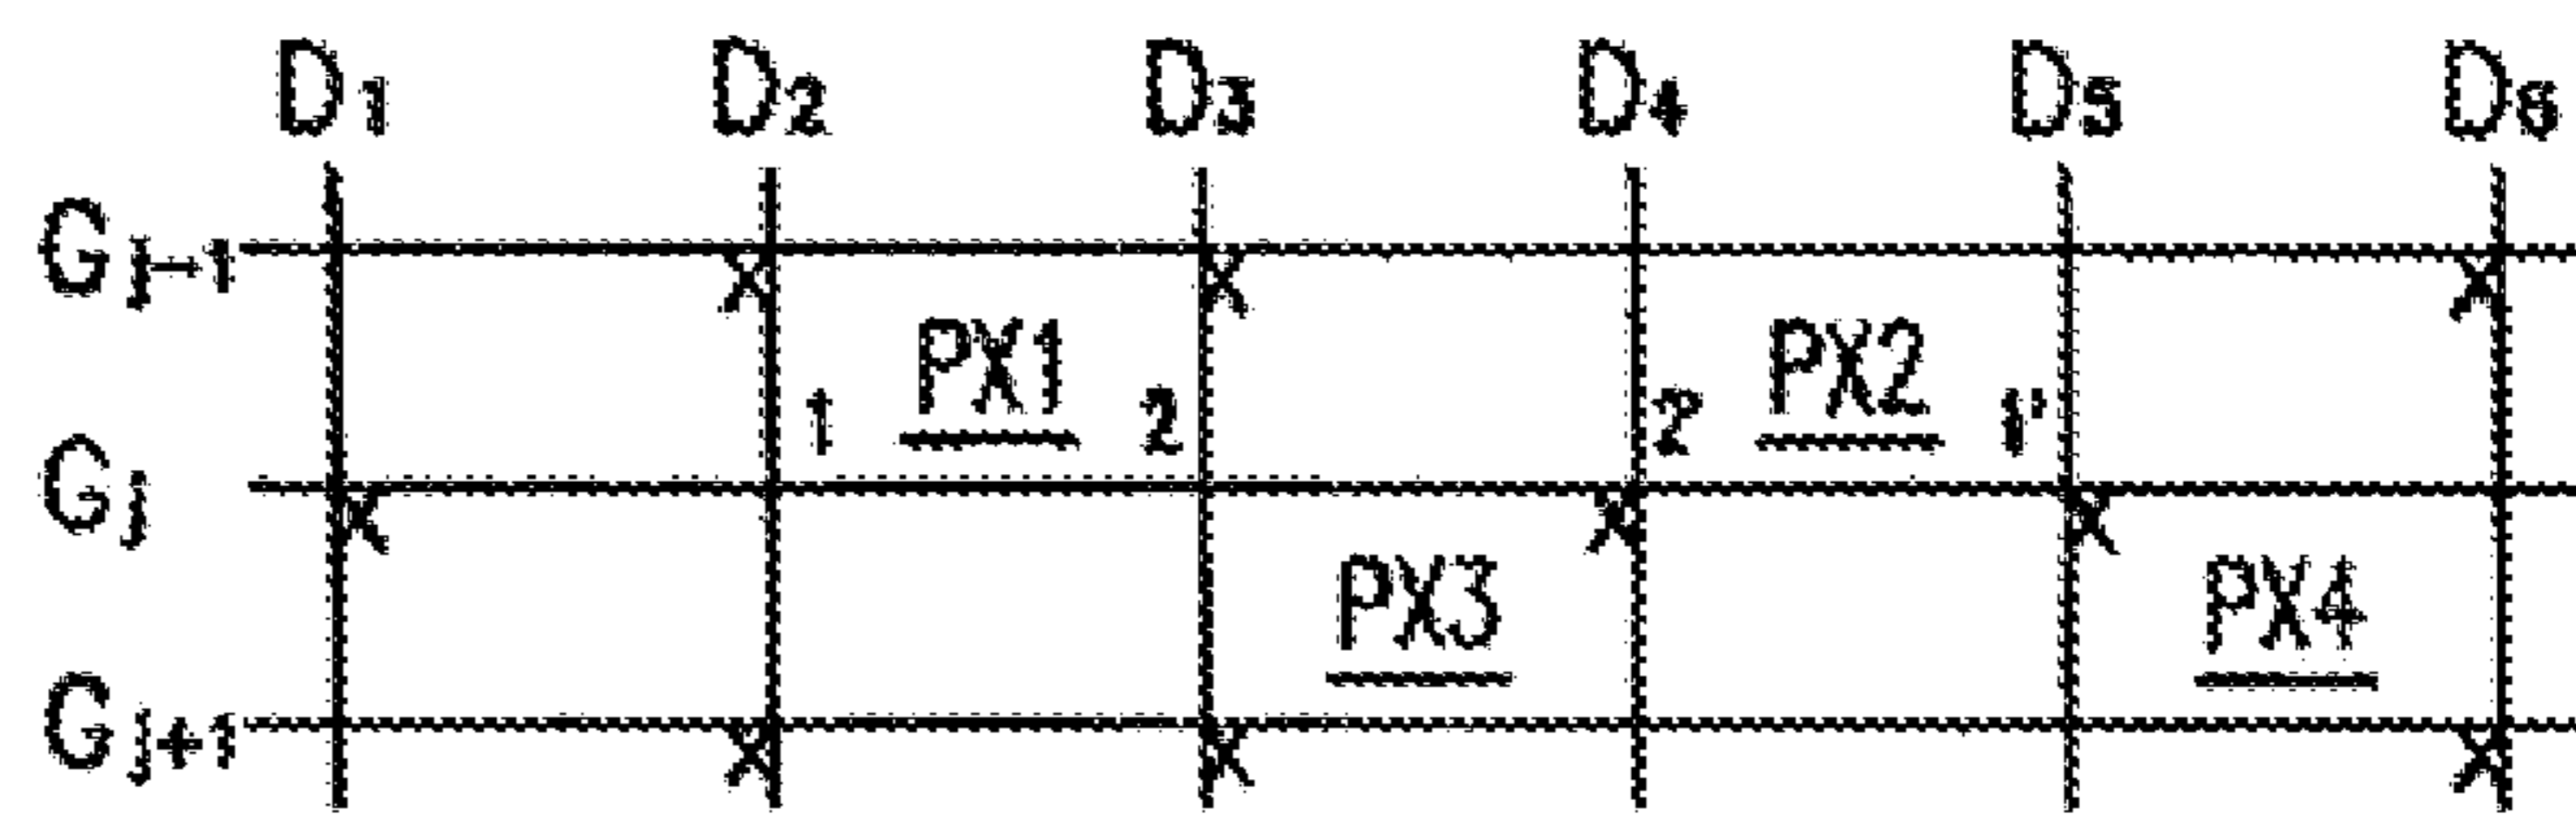 D1 D2 D3 D4 D5 D6
Gj-1
PX1 PX2
1 2 2' 1'
Gj
PX3 PX4
Gj+1